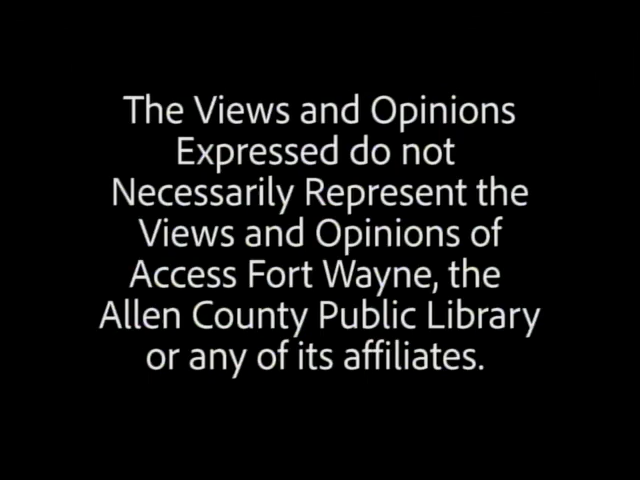 The Views and Opinions
Expressed do not
Necessarily Represent the
Views and Opinions of
Access Fort Wayne, the
Allen County Public Library
or any of its affiliates.